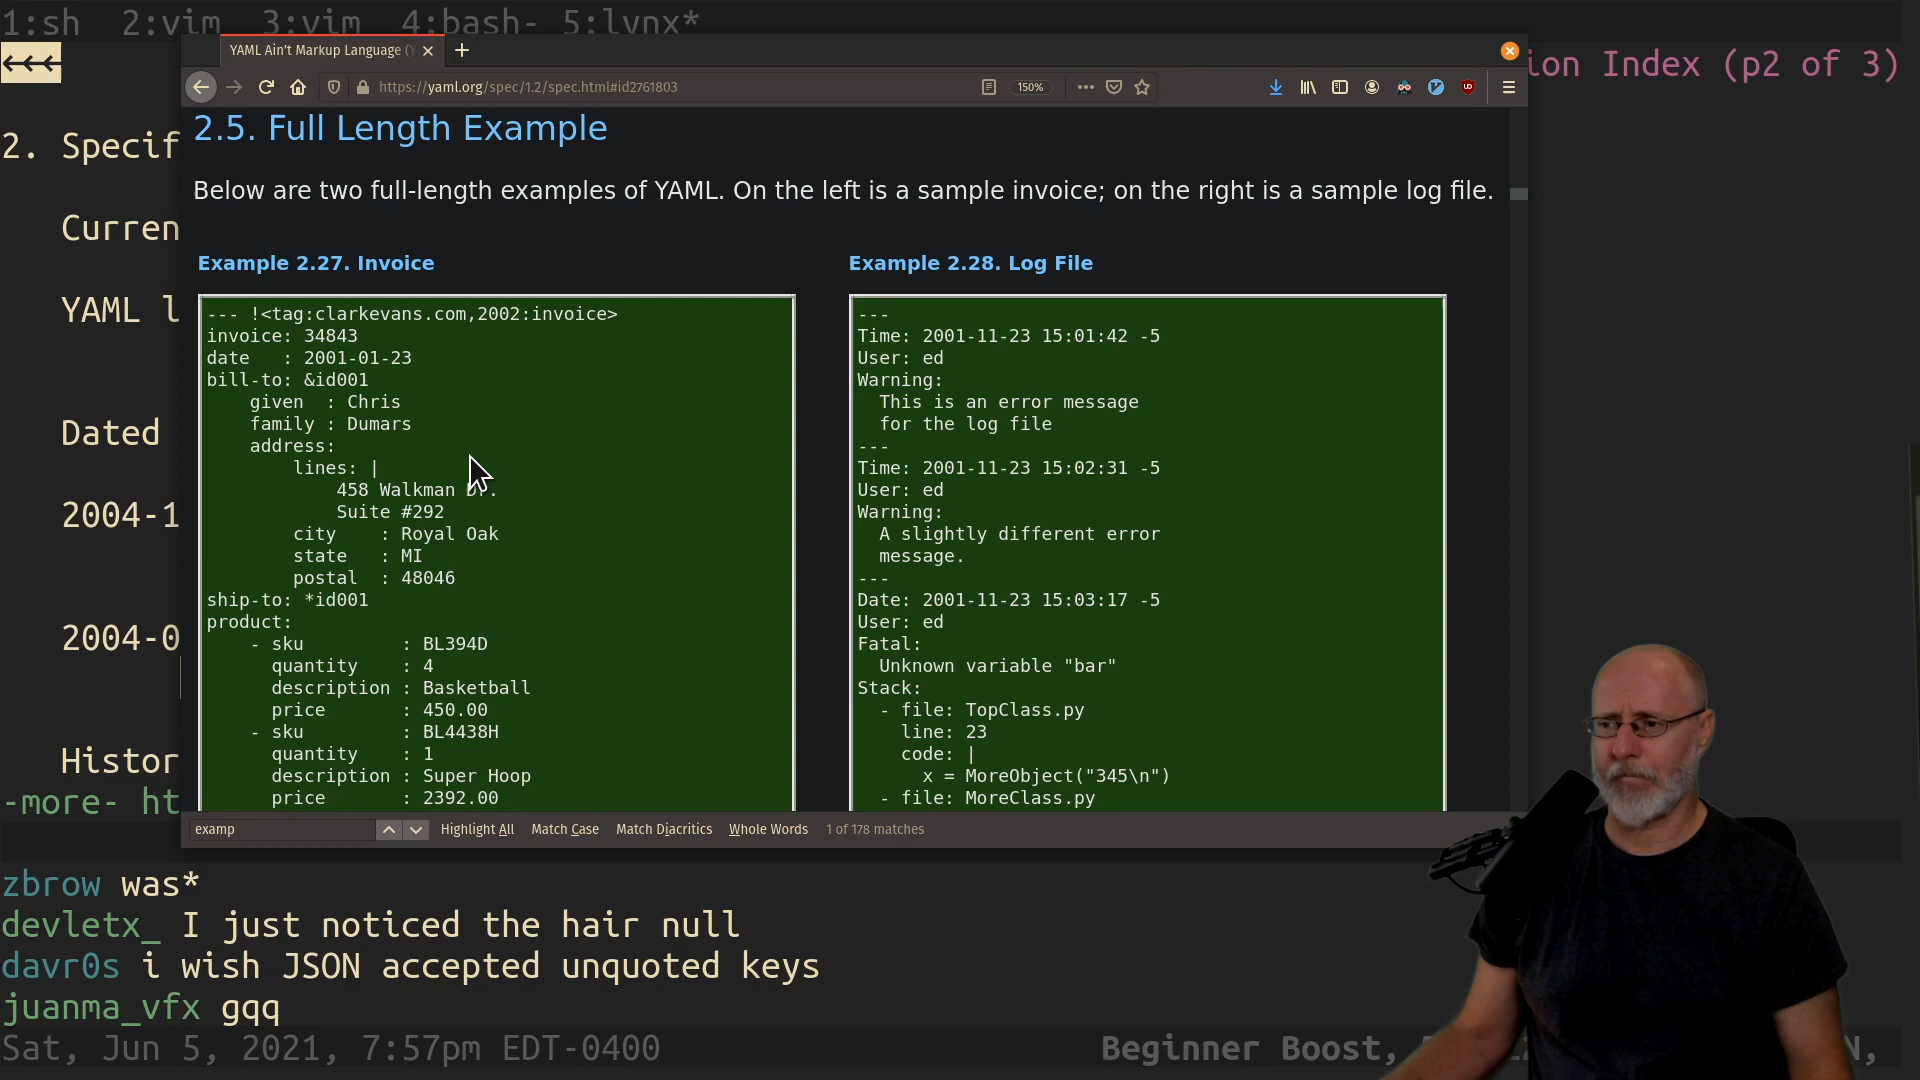 1:sh  2:vim  3:vim  4:bash- 5:lynx*
ion Index (p2 of 3)
2. Specif
Curren
YAML l
Dated
2004-1
2004-0
Histor
-more- ht
YAML Ain't Markup Language (Y
https://yaml.org/spec/1.2/spec.html#id2761803
150%
2.5. Full Length Example
Below are two full-length examples of YAML. On the left is a sample invoice; on the right is a sample log file.
Example 2.27. Invoice
--- !<tag:clarkevans.com,2002:invoice>
invoice: 34843
date   : 2001-01-23
bill-to: &id001
    given  : Chris
    family : Dumars
    address:
        lines: |
            458 Walkman Dr.
            Suite #292
        city    : Royal Oak
        state   : MI
        postal  : 48046
ship-to: *id001
product:
    - sku         : BL394D
      quantity    : 4
      description : Basketball
      price       : 450.00
    - sku         : BL4438H
      quantity    : 1
      description : Super Hoop
      price       : 2392.00
Example 2.28. Log File
---
Time: 2001-11-23 15:01:42 -5
User: ed
Warning:
  This is an error message
  for the log file
---
Time: 2001-11-23 15:02:31 -5
User: ed
Warning:
  A slightly different error
  message.
---
Date: 2001-11-23 15:03:17 -5
User: ed
Fatal:
  Unknown variable "bar"
Stack:
  - file: TopClass.py
    line: 23
    code: |
      x = MoreObject("345\n")
  - file: MoreClass.py
examp Highlight All Match Case Match Diacritics Whole Words 1 of 178 matches
zbrow was*
devletx_ I just noticed the hair null
davr0s i wish JSON accepted unquoted keys
juanma_vfx gqq
Sat, Jun 5, 2021, 7:57pm EDT-0400
Beginner Boost,